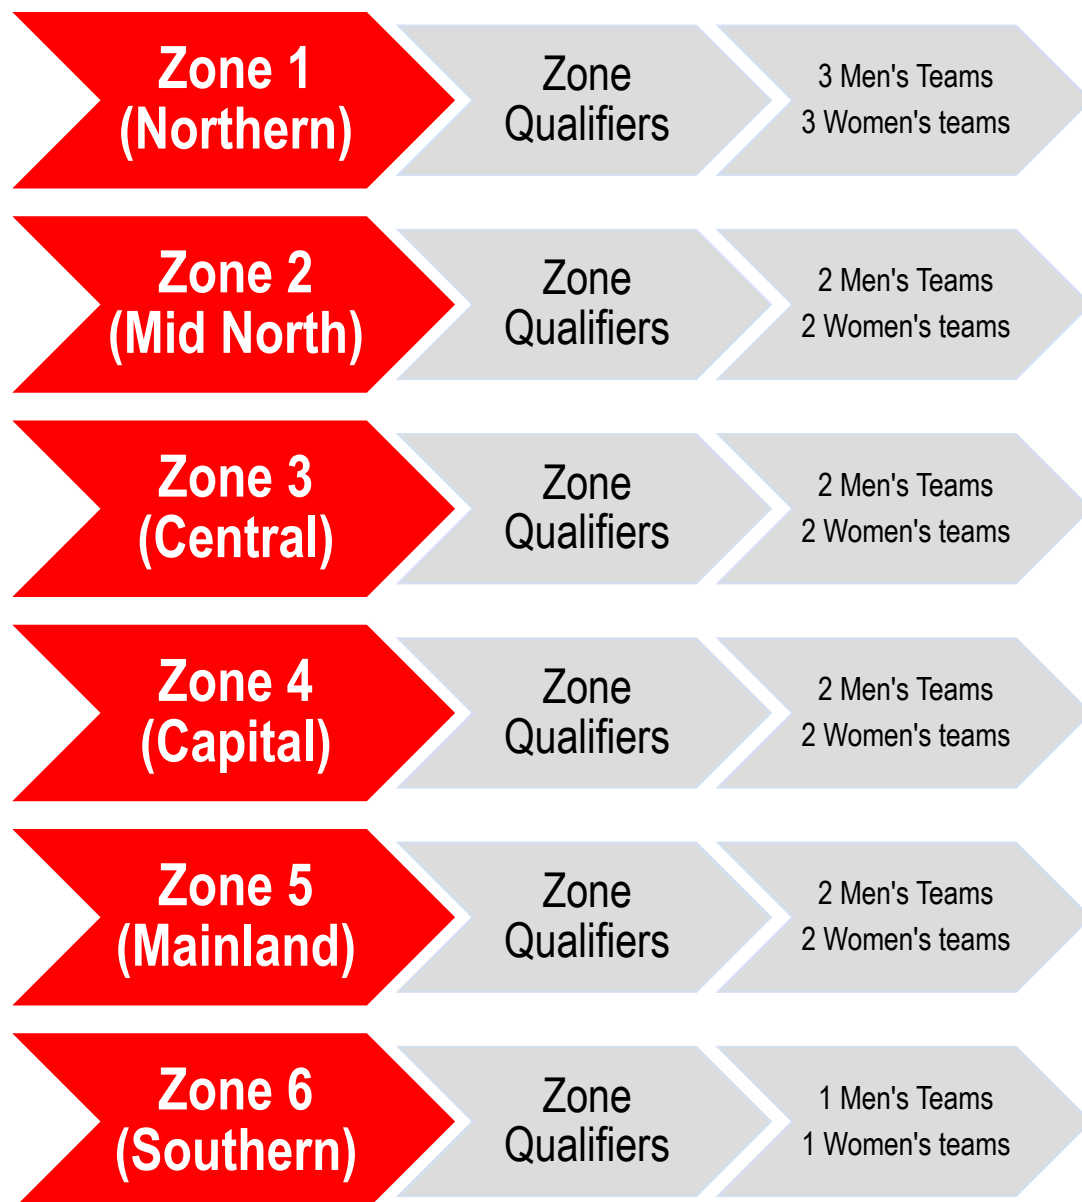 Zone 1
(Northern)
Zone
Qualifiers
3 Men's Teams
3 Women's teams
Zone 2
(Mid North)
Zone
Qualifiers
2 Men's Teams
2 Women's teams
Zone 3
(Central)
Zone
Qualifiers
2 Men's Teams
2 Women's teams
Zone 4
(Capital)
Zone
Qualifiers
2 Men's Teams
2 Women's teams
Zone 5
(Mainland)
Zone
Qualifiers
2 Men's Teams
2 Women's teams
Zone 6
(Southern)
Zone
Qualifiers
1 Men's Teams
1 Women's teams